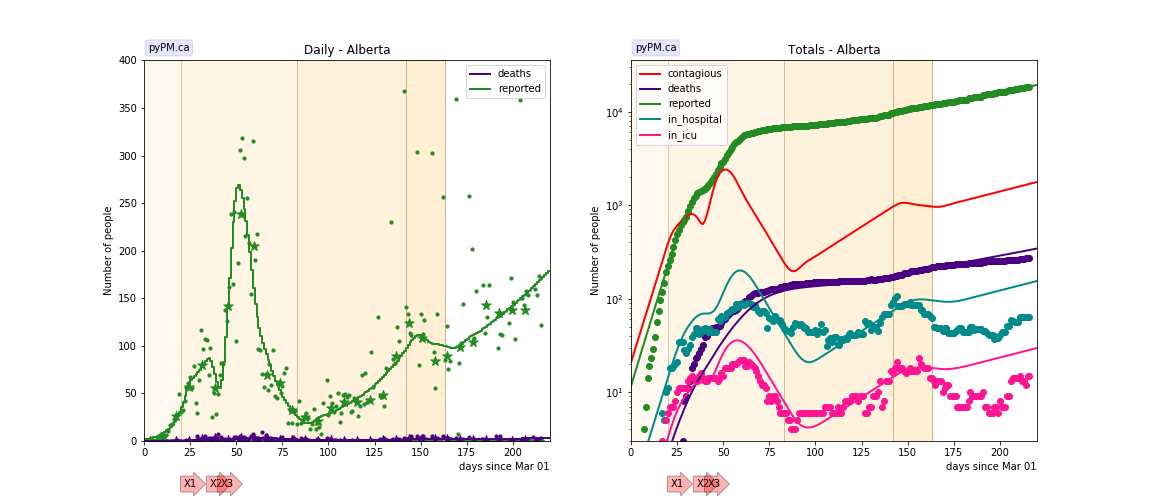 pyPM.ca
Daily - Alberta
deaths
reported
Number of people
400
350
300
250
200
150
100
50
0
0 25 50 75 100 125 150 175 200
days since Mar 01
X1 X2 X3
pyPM.ca
Totals - Alberta
contagious
deaths
reported
in_hospital
in_icu
Number of people
10⁴
10³
10²
10¹
0 25 50 75 100 125 150 175 200
days since Mar 01
X1 X2 X3